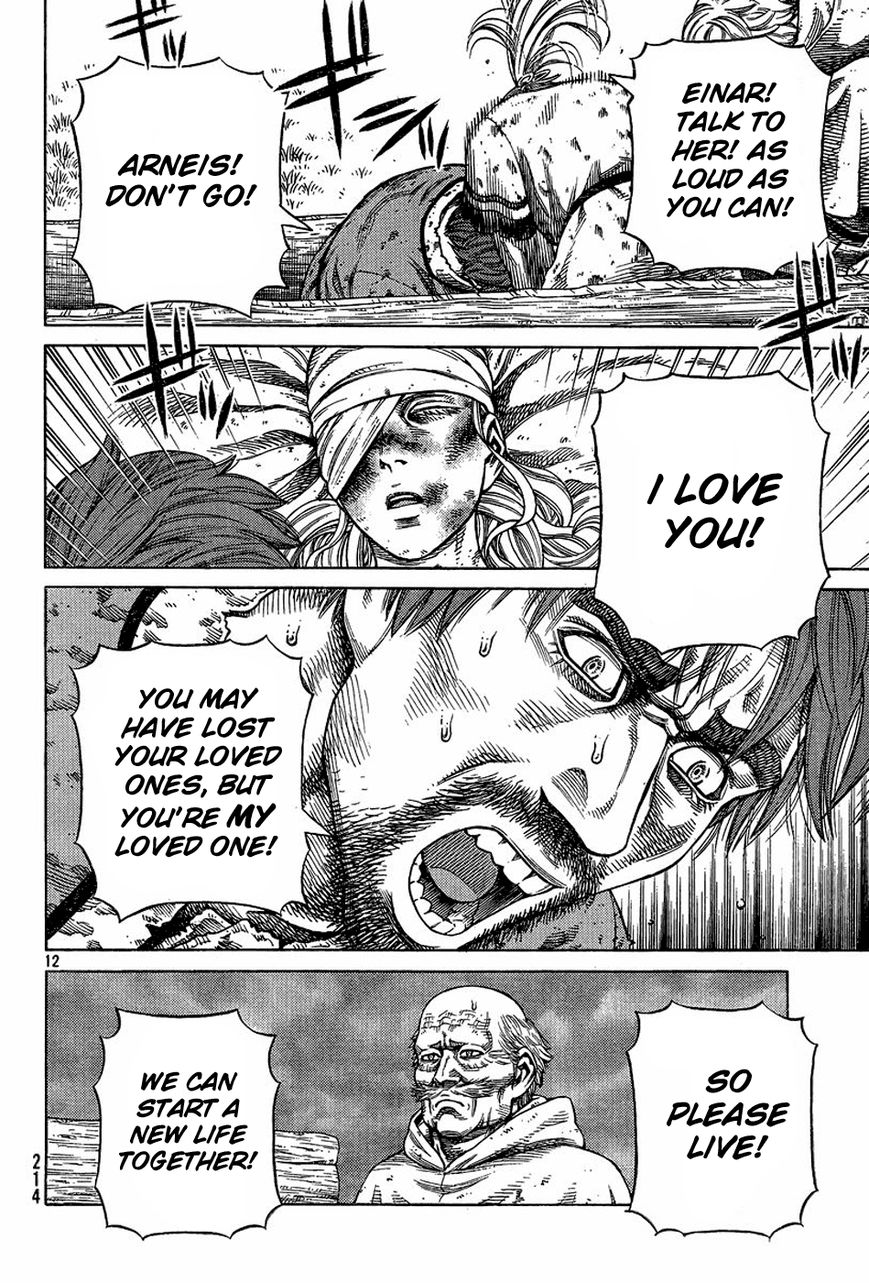 EINAR!
TALK TO
HER! AS
LOUD AS
YOU CAN!
ARNEIS!
DON'T GO!
I LOVE
YOU!
YOU MAY
HAVE LOST
YOUR LOVED
ONES, BUT
YOU'RE MY
LOVED ONE!
12
SO
PLEASE
LIVE!
WE CAN
START A
NEW LIFE
TOGETHER!
214